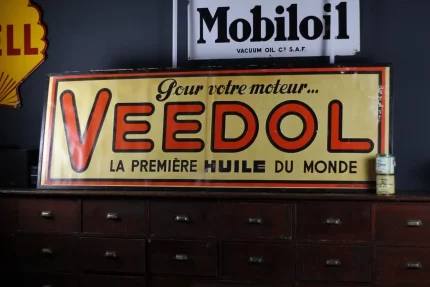 ELL
Mobiloil
VACUUM OIL Cº S.A.F.
Pour votre moteur...
VEEDOL
LA PREMIÈRE HUILE DU MONDE